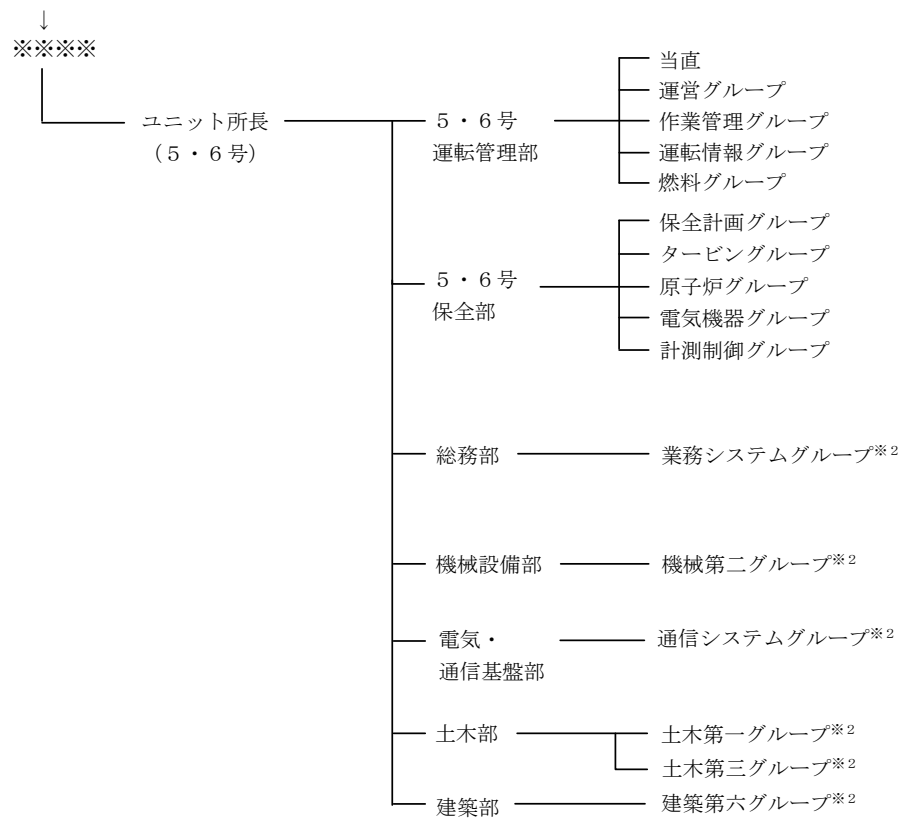 ↓
※※※※
ユニット所長
（５・６号）
５・６号
運転管理部
当直
運営グループ
作業管理グループ
運転情報グループ
燃料グループ
５・６号
保全部
保全計画グループ
タービングループ
原子炉グループ
電気機器グループ
計測制御グループ
総務部
業務システムグループ※２
機械設備部
機械第二グループ※２
電気・
通信基盤部
通信システムグループ※２
土木部
土木第一グループ※２
土木第三グループ※２
建築部
建築第六グループ※２